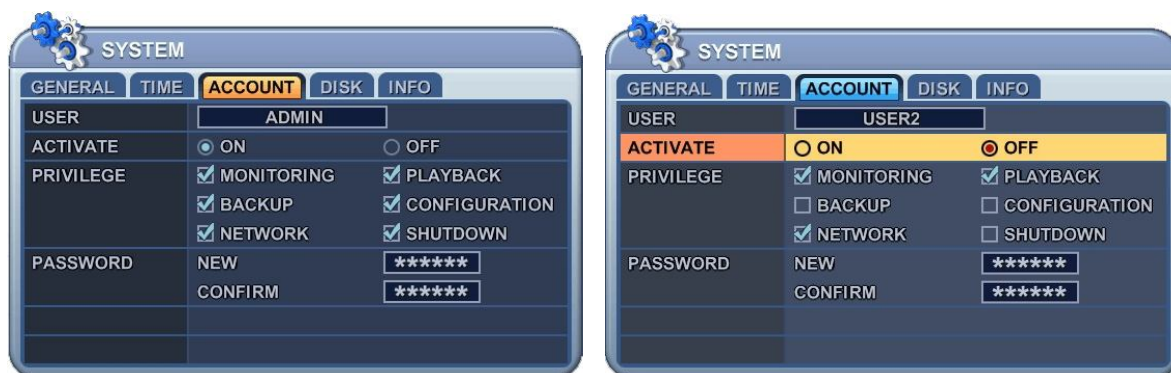 SYSTEM
GENERAL TIME ACCOUNT DISK INFO
USER ADMIN
ACTIVATE ON OFF
PRIVILEGE MONITORING PLAYBACK
BACKUP CONFIGURATION
NETWORK SHUTDOWN
PASSWORD NEW ******
CONFIRM ******
SYSTEM
GENERAL TIME ACCOUNT DISK INFO
USER USER2
ACTIVATE ON OFF
PRIVILEGE MONITORING PLAYBACK
BACKUP CONFIGURATION
NETWORK SHUTDOWN
PASSWORD NEW ******
CONFIRM ******